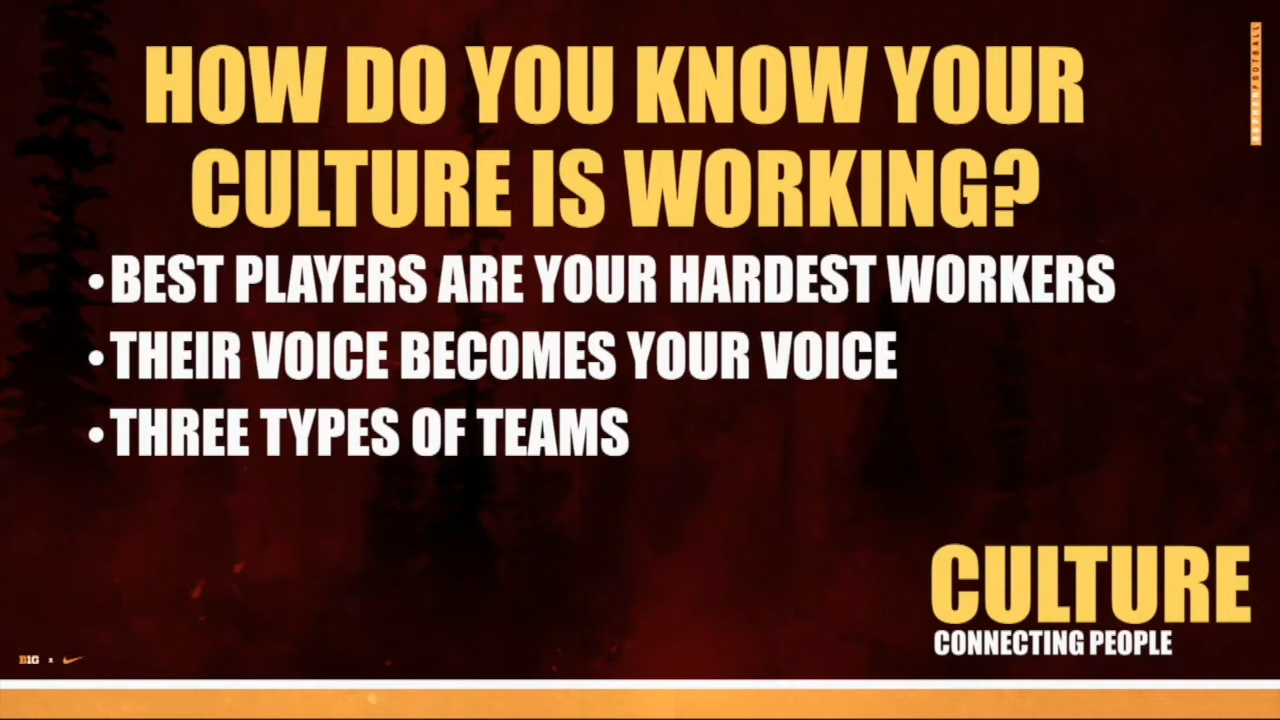 HOW DO YOU KNOW YOUR
CULTURE IS WORKING?
•BEST PLAYERS ARE YOUR HARDEST WORKERS
•THEIR VOICE BECOMES YOUR VOICE
•THREE TYPES OF TEAMS
CULTURE
CONNECTING PEOPLE
B1G x